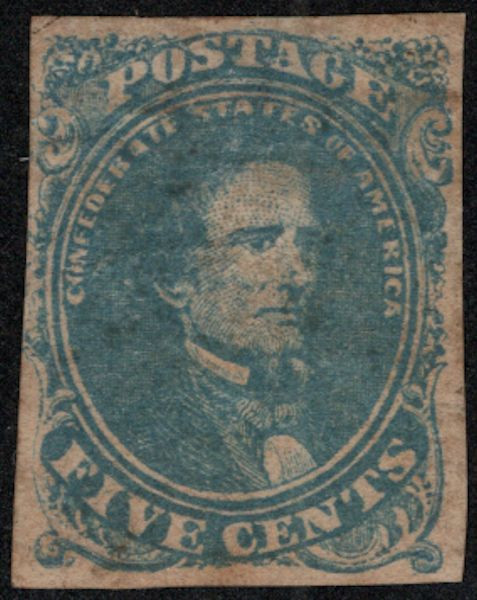 POSTAGE
CONFEDERATE STATES OF AMERICA
FIVE CENTS